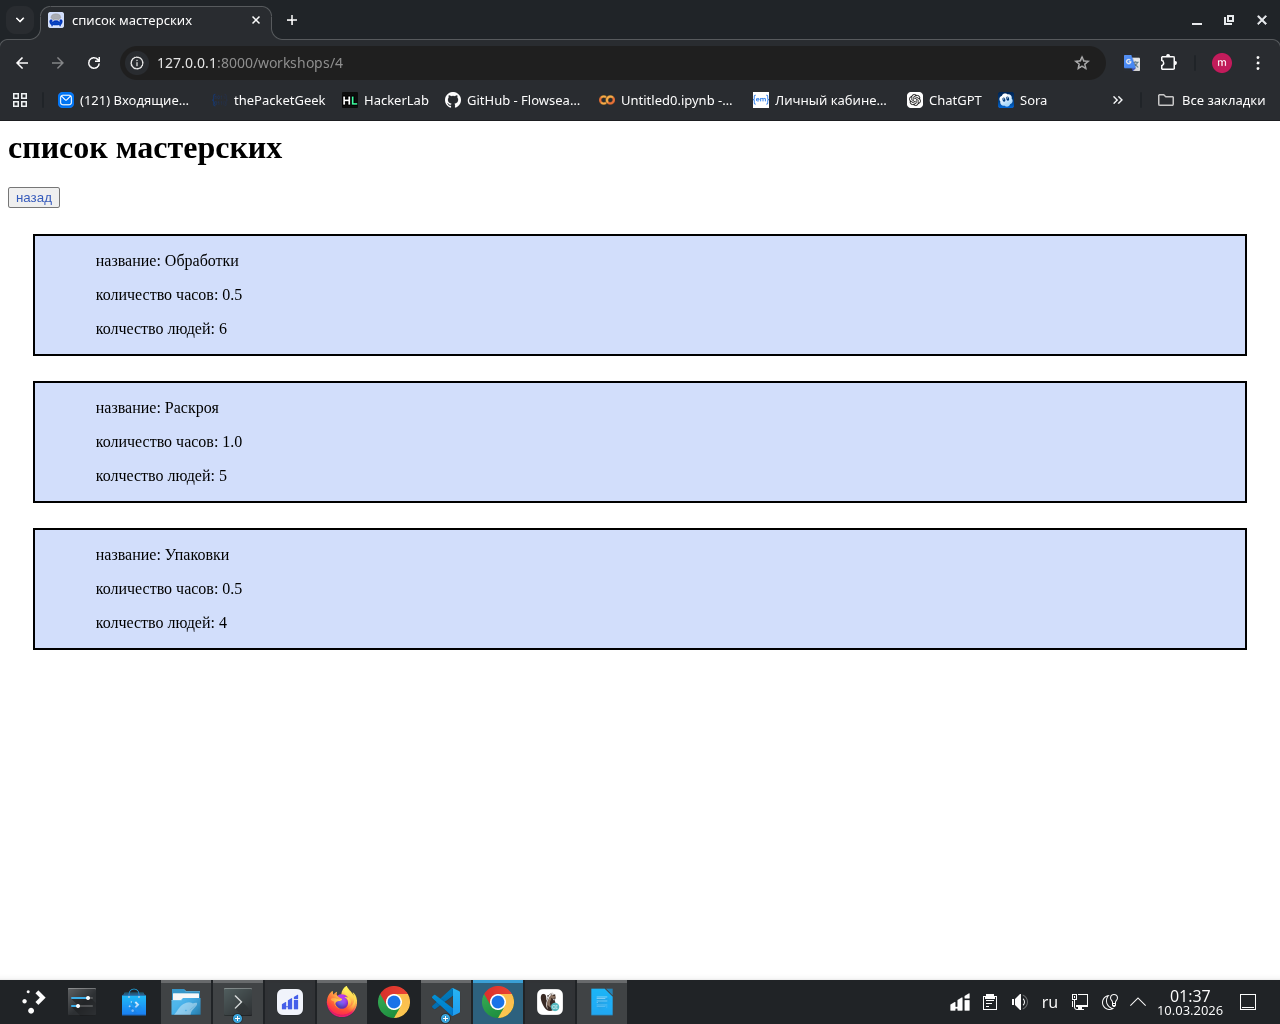 список мастерских
127.0.0.1:8000/workshops/4
m
(121) Входящие...
thePacketGeek
HL HackerLab
GitHub - Flowsea...
Untitled0.ipynb -...
{em} Личный кабине...
ChatGPT
Sora
Все закладки
список мастерских
назад
название: Обработки
количество часов: 0.5
колчество людей: 6
название: Раскроя
количество часов: 1.0
колчество людей: 5
название: Упаковки
количество часов: 0.5
колчество людей: 4
ru
01:37
10.03.2026